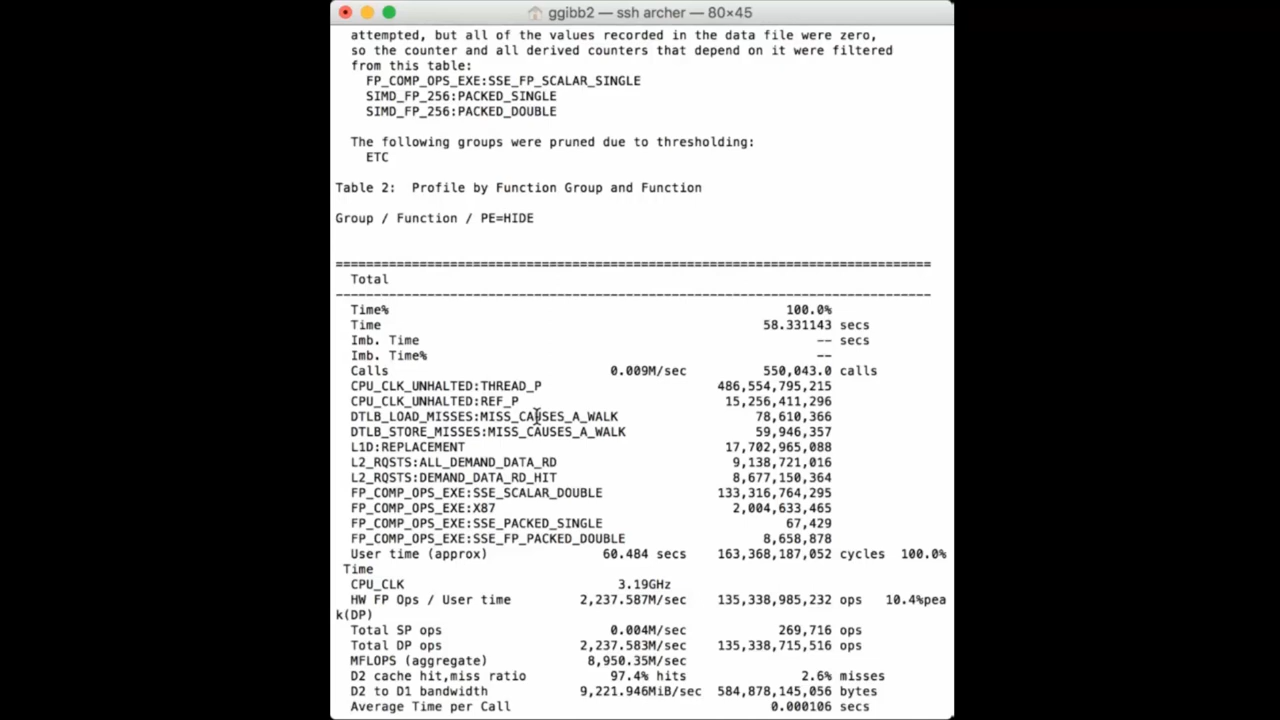 ggibb2 — ssh archer — 80×45
attempted, but all of the values recorded in the data file were zero,
so the counter and all derived counters that depend on it were filtered
from this table:
FP_COMP_OPS_EXE:SSE_FP_SCALAR_SINGLE
SIMD_FP_256:PACKED_SINGLE
SIMD_FP_256:PACKED_DOUBLE
The following groups were pruned due to thresholding:
ETC
Table 2:  Profile by Function Group and Function
Group / Function / PE=HIDE
==============================================================================
Total
------------------------------------------------------------------------------
Time% 100.0%
Time 58.331143 secs
Imb. Time -- secs
Imb. Time% --
Calls 0.009M/sec 550,043.0 calls
CPU_CLK_UNHALTED:THREAD_P 486,554,795,215
CPU_CLK_UNHALTED:REF_P 15,256,411,296
DTLB_LOAD_MISSES:MISS_CAUSES_A_WALK 78,610,366
DTLB_STORE_MISSES:MISS_CAUSES_A_WALK 59,946,357
L1D:REPLACEMENT 17,702,965,088
L2_RQSTS:ALL_DEMAND_DATA_RD 9,138,721,016
L2_RQSTS:DEMAND_DATA_RD_HIT 8,677,150,364
FP_COMP_OPS_EXE:SSE_SCALAR_DOUBLE 133,316,764,295
FP_COMP_OPS_EXE:X87 2,004,633,465
FP_COMP_OPS_EXE:SSE_PACKED_SINGLE 67,429
FP_COMP_OPS_EXE:SSE_FP_PACKED_DOUBLE 8,658,878
User time (approx) 60.484 secs 163,368,187,052 cycles 100.0%
Time
CPU_CLK 3.19GHz
HW FP Ops / User time 2,237.587M/sec 135,338,985,232 ops 10.4%pea
k(DP)
Total SP ops 0.004M/sec 269,716 ops
Total DP ops 2,237.583M/sec 135,338,715,516 ops
MFLOPS (aggregate) 8,950.35M/sec
D2 cache hit,miss ratio 97.4% hits 2.6% misses
D2 to D1 bandwidth 9,221.946MiB/sec 584,878,145,056 bytes
Average Time per Call 0.000106 secs